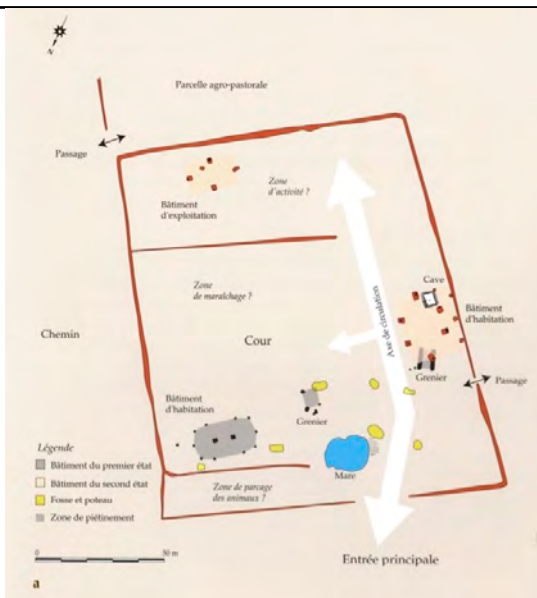 N
Parcelle agro-pastorale
Passage
Zone
d'activité ?
Bâtiment
d'exploitation
Zone
de maraîchage ?
Axe de circulation
Cave
Bâtiment
d'habitation
Chemin
Cour
Grenier
Passage
Bâtiment
d'habitation
Grenier
Légende
Bâtiment du premier état
Bâtiment du second état
Fosse et poteau
Zone de piétinement
Mare
Zone de parcage
des animaux ?
0 50 m
Entrée principale
a